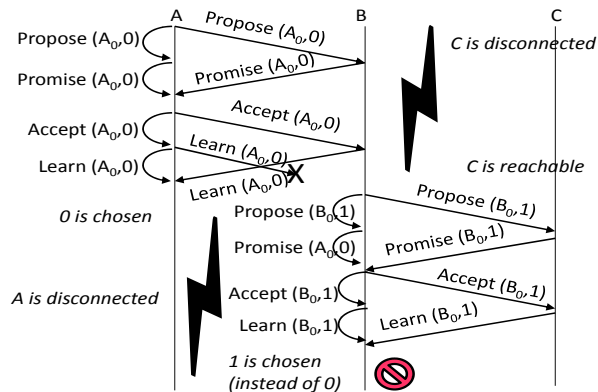 A B C
Propose (A₀,0)
Propose (A₀,0)
C is disconnected
Promise (A₀,0)
Promise (A₀,0)
Accept (A₀,0)
Accept (A₀,0)
Learn (A₀,0)
Learn (A₀,0)
Learn (A₀,0)
X
C is reachable
0 is chosen
Propose (B₀,1)
Propose (B₀,1)
Promise (A₀,0)
Promise (B₀,1)
A is disconnected
Accept (B₀,1)
Accept (B₀,1)
Learn (B₀,1)
Learn (B₀,1)
1 is chosen
(instead of 0)